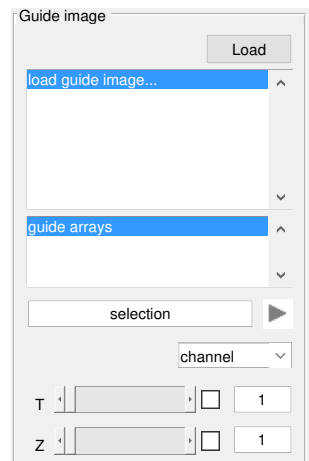 Guide image
Load
load guide image...
guide arrays
selection
channel
T
1
Z
1